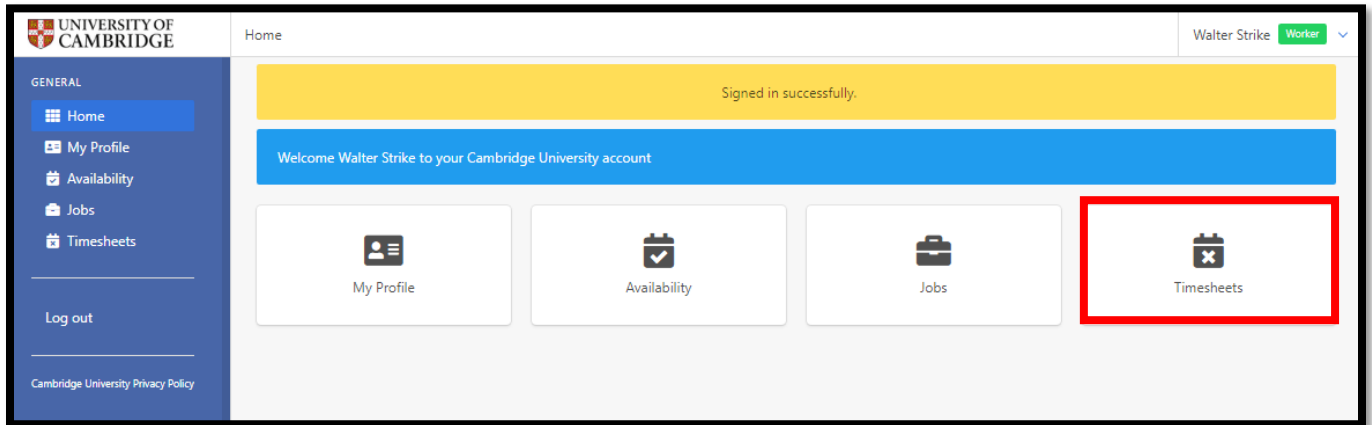 UNIVERSITY OF
CAMBRIDGE
Home
Walter Strike Worker
GENERAL
Home
My Profile
Availability
Jobs
Timesheets
Log out
Cambridge University Privacy Policy
Signed in successfully.
Welcome Walter Strike to your Cambridge University account
My Profile
Availability
Jobs
Timesheets